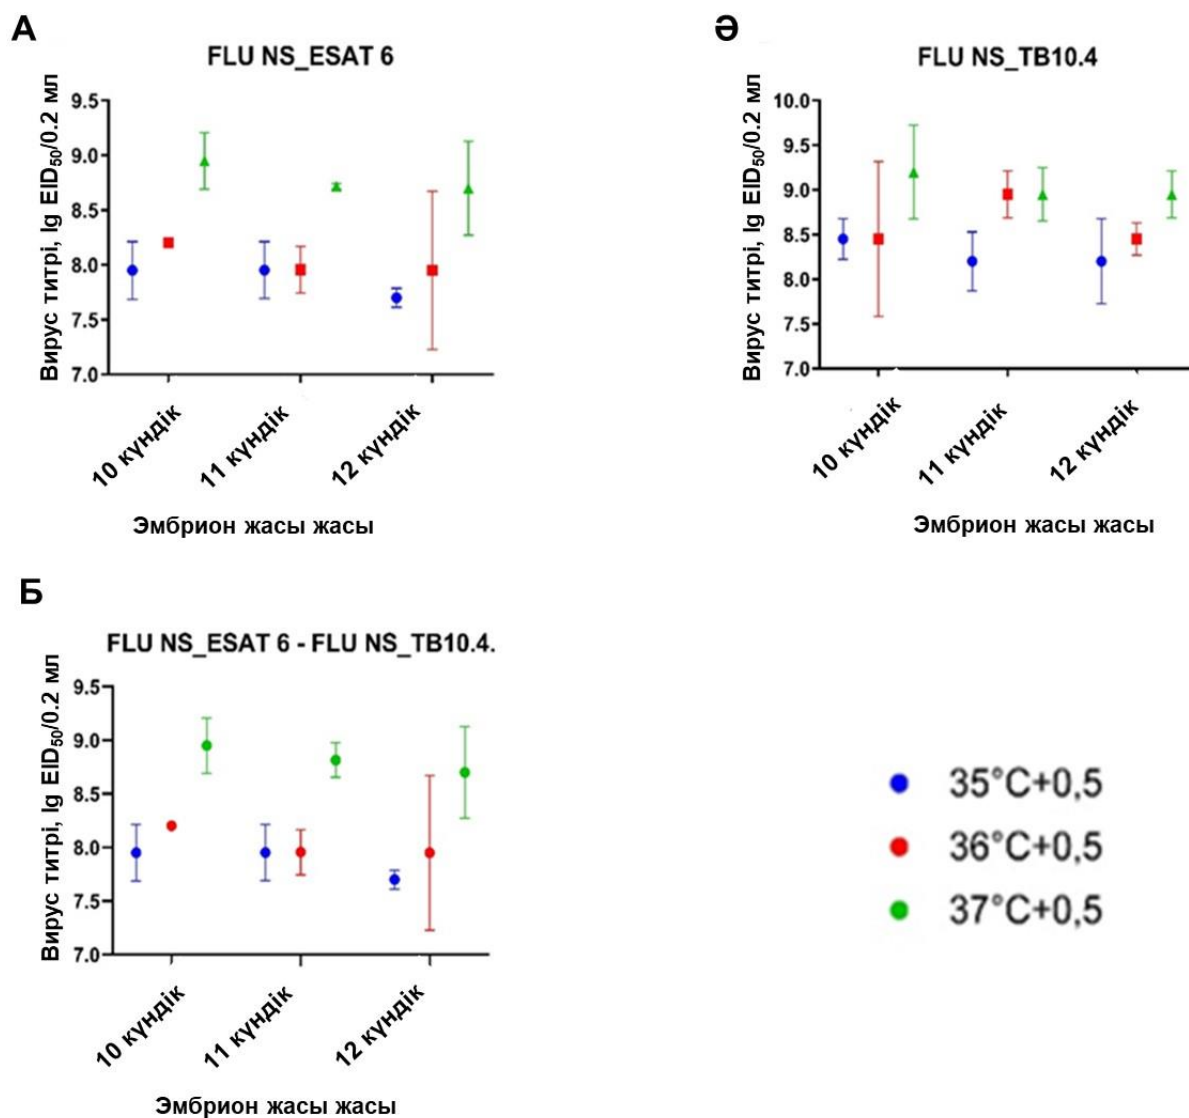 А
FLU NS_ESAT 6
Вирус титрі, lg EID₅₀/0.2 мл
9.5
9.0
8.5
8.0
7.5
7.0
10 күндік
11 күндік
12 күндік
Эмбрион жасы жасы
Ә
FLU NS_TB10.4
Вирус титрі, lg EID₅₀/0.2 мл
10.0
9.5
9.0
8.5
8.0
7.5
7.0
10 күндік
11 күндік
12 күндік
Эмбрион жасы жасы
Б
FLU NS_ESAT 6 - FLU NS_TB10.4.
Вирус титрі, lg EID₅₀/0.2 мл
9.5
9.0
8.5
8.0
7.5
7.0
10 күндік
11 күндік
12 күндік
Эмбрион жасы жасы
35°C+0,5
36°C+0,5
37°C+0,5